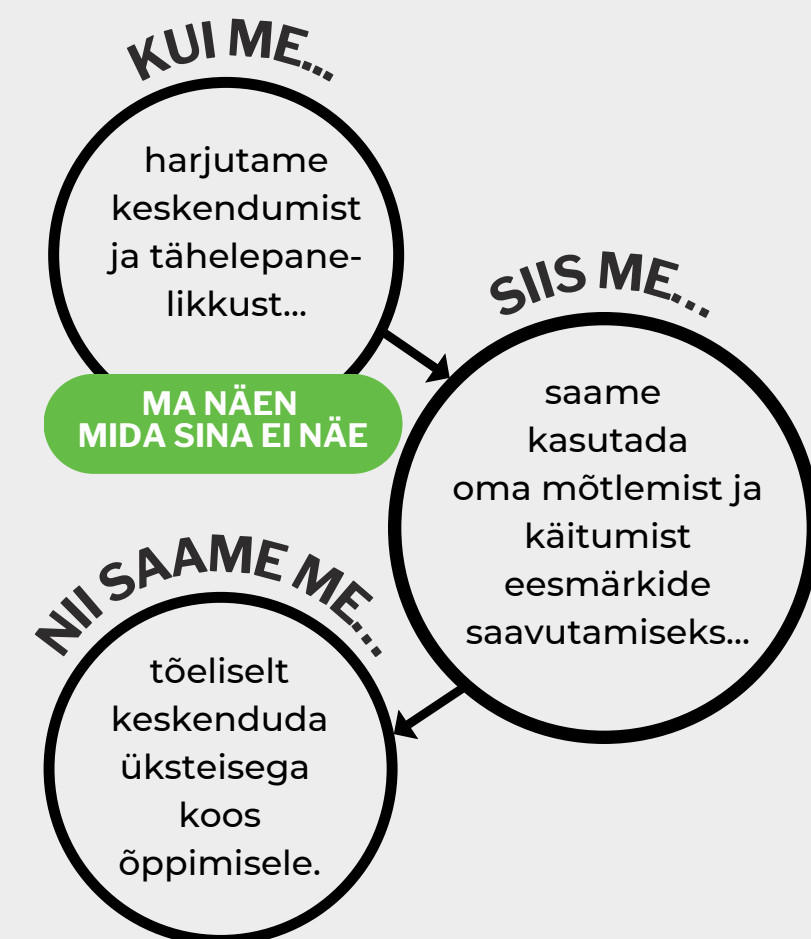 KUI ME...
harjutame
keskendumist
ja tähelepane-
likkust...
MA NÄEN
MIDA SINA EI NÄE
SIIS ME...
saame
kasutada
oma mõtlemist ja
käitumist
eesmärkide
saavutamiseks...
NII SAAME ME...
tõeliselt
keskenduda
üksteisega
koos
õppimisele.